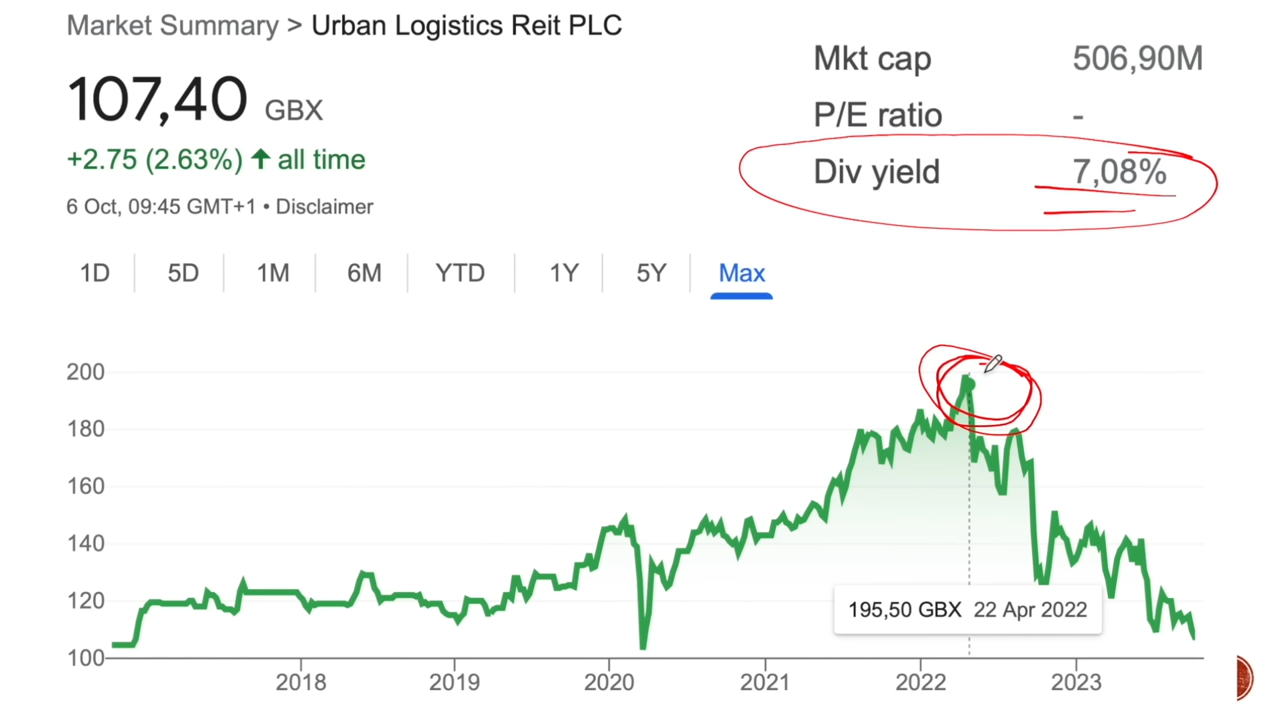 Market Summary > Urban Logistics Reit PLC
107,40 GBX
+2.75 (2.63%) ↑ all time
6 Oct, 09:45 GMT+1 • Disclaimer
Mkt cap 506,90M
P/E ratio -
Div yield 7,08%
1D 5D 1M 6M YTD 1Y 5Y Max
200
180
160
140
120
100
195,50 GBX 22 Apr 2022
2018 2019 2020 2021 2022 2023